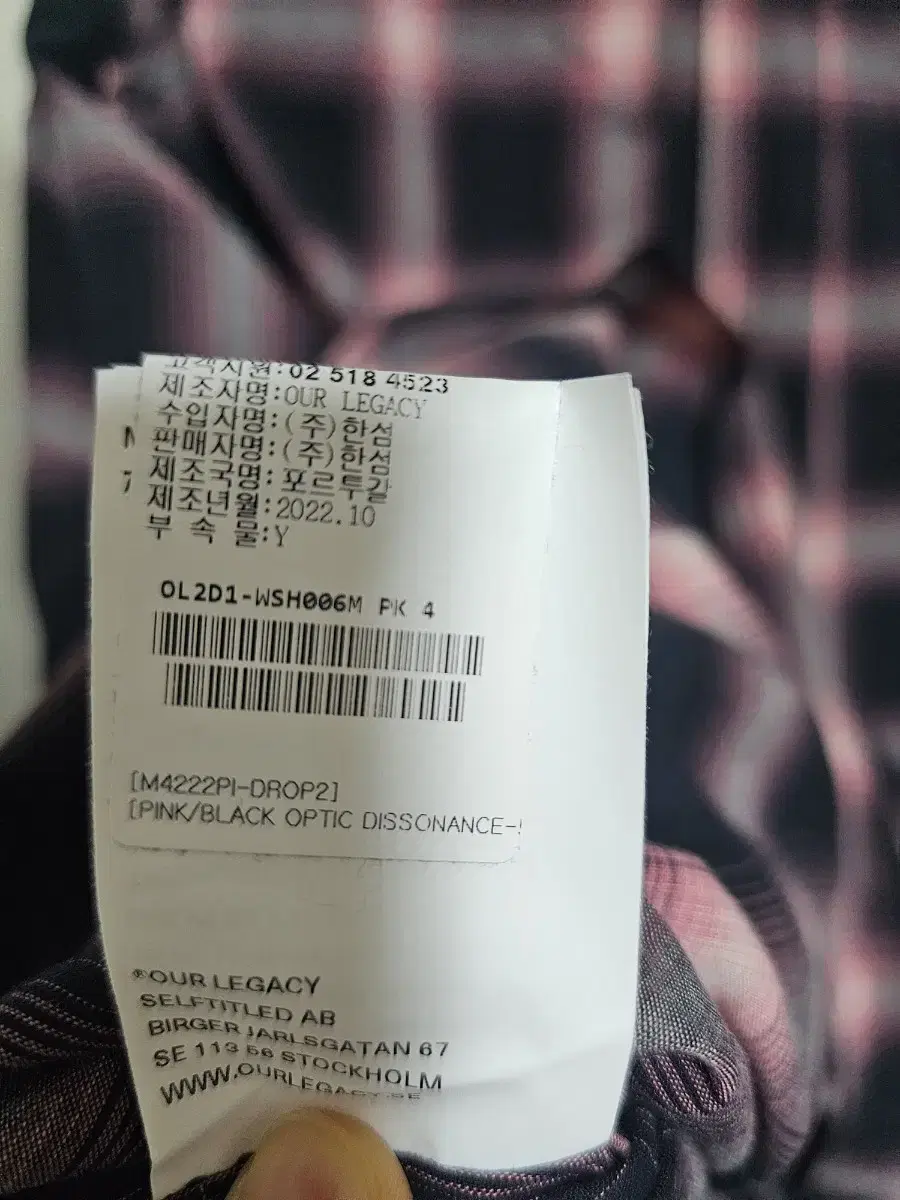 고객지원:02 518 4523
제조자명:OUR LEGACY
수입자명:(주)한섬
판매자명:(주)한섬
제조국명:포르투갈
제조년월:2022.10
부 속 물:Y
OL2D1-WSH006M PK 4
[M4222PI-DROP2]
[PINK/BLACK OPTIC DISSONANCE-
®OUR LEGACY
SELFTITLED AB
BIRGER JARLSGATAN 67
SE 113 56 STOCKHOLM
WWW.OURLEGACY.SE